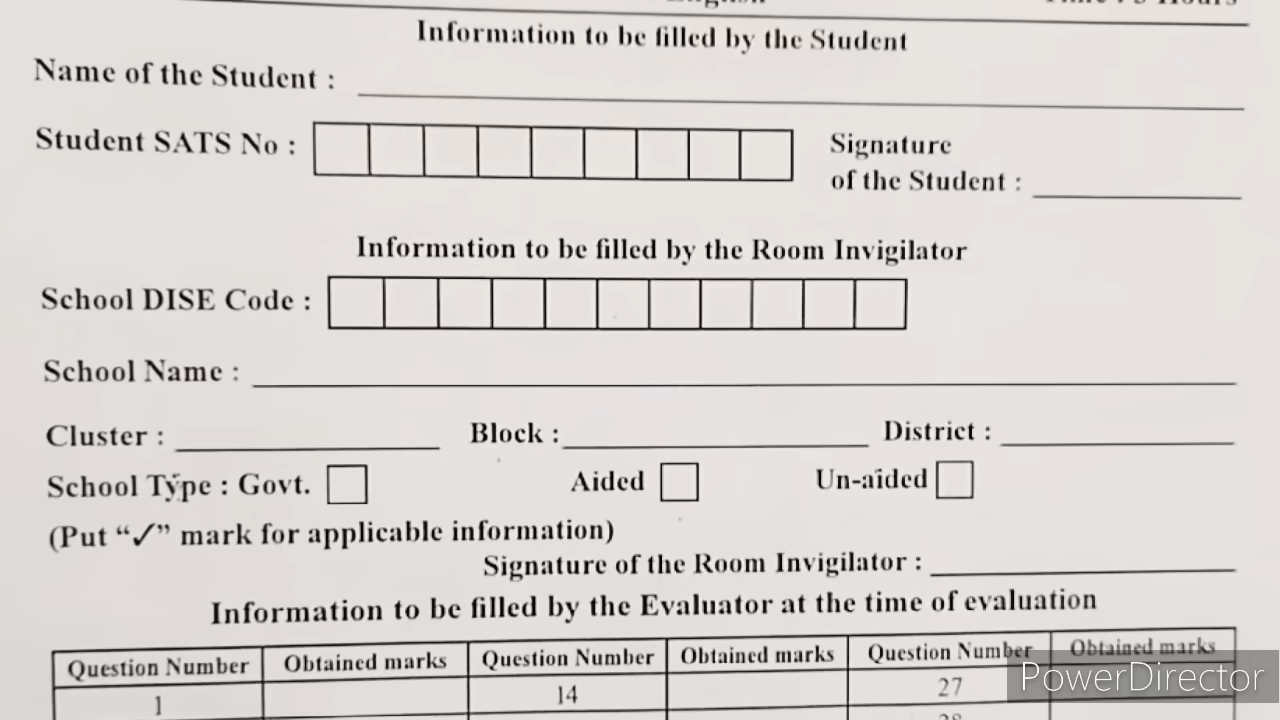 Information to be filled by the Student
Name of the Student :
Student SATS No :
Signature
of the Student :
Information to be filled by the Room Invigilator
School DISE Code :
School Name :
Cluster : Block : District :
School Type : Govt. Aided Un-aided
(Put “✓” mark for applicable information)
Signature of the Room Invigilator :
Information to be filled by the Evaluator at the time of evaluation
Question Number Obtained marks Question Number Obtained marks Question Number Obtained marks
1 14 27
PowerDirector